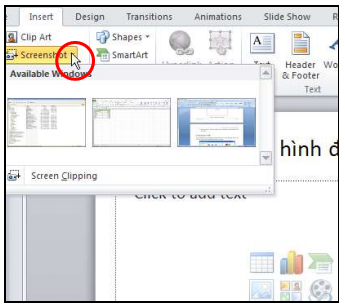 Insert Design Transitions Animations Slide Show
Clip Art Shapes
Screenshot SmartArt Header
& Footer
Text
Available Windows
Screen Clipping
hình
Click to add text